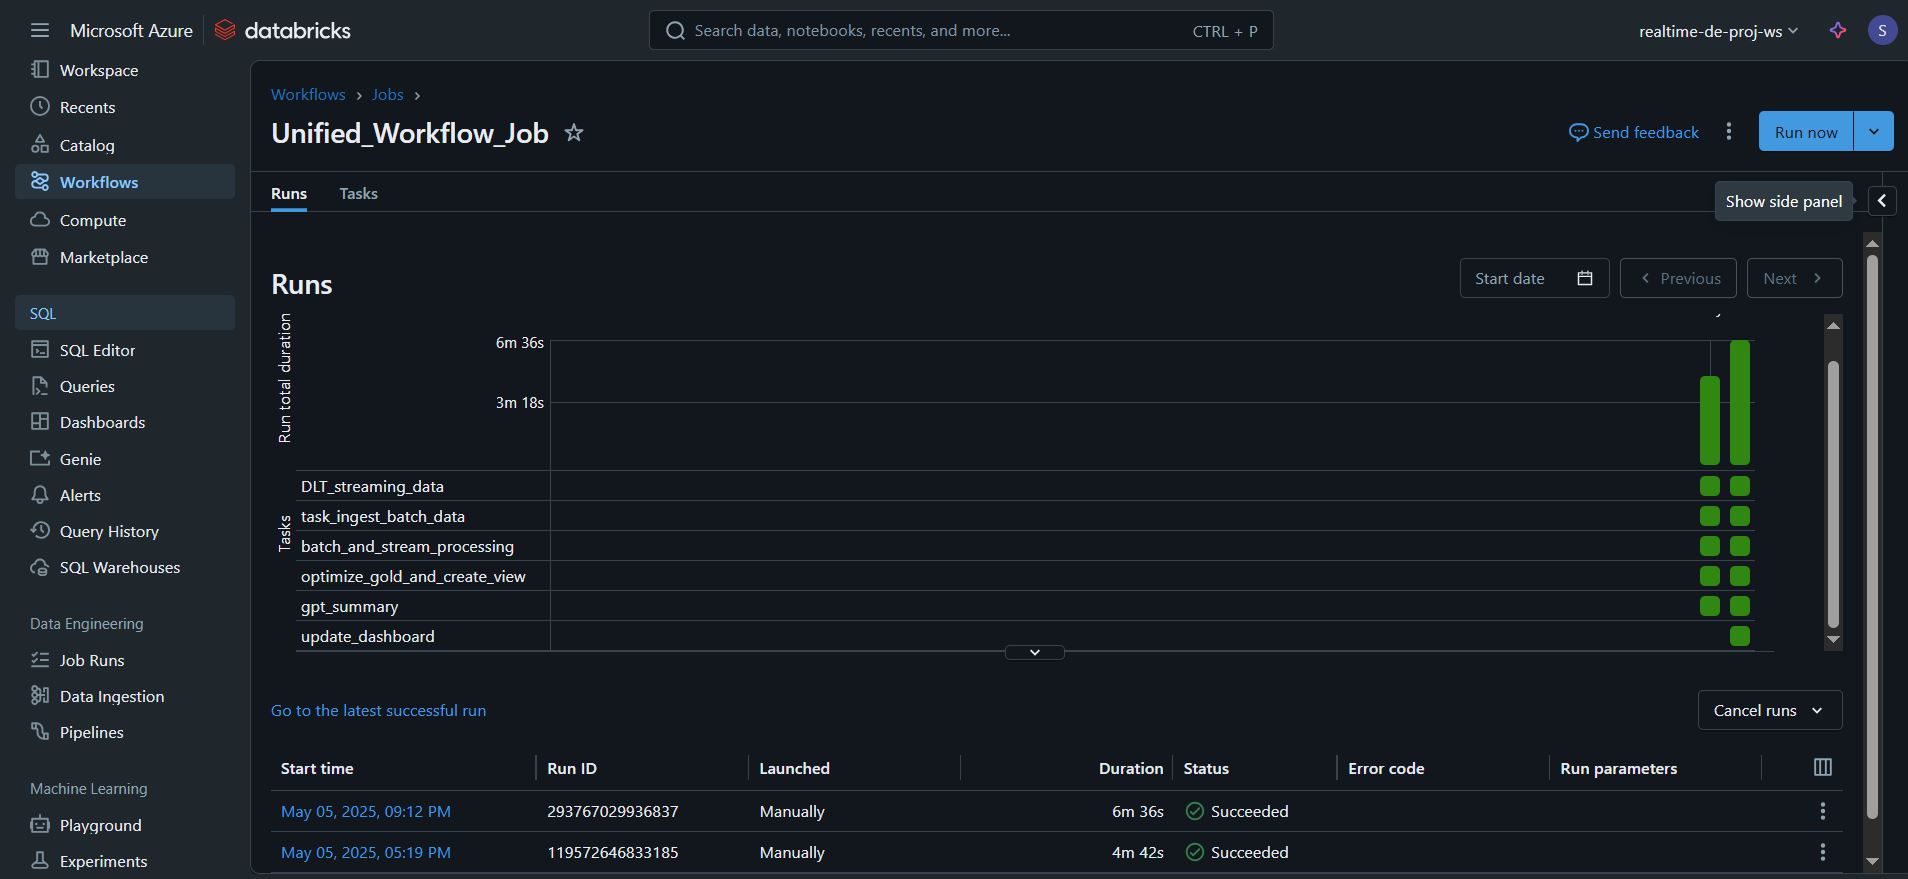 Microsoft Azure databricks
Search data, notebooks, recents, and more... CTRL + P
realtime-de-proj-ws
S
Workspace
Recents
Catalog
Workflows
Compute
Marketplace
SQL
SQL Editor
Queries
Dashboards
Genie
Alerts
Query History
SQL Warehouses
Data Engineering
Job Runs
Data Ingestion
Pipelines
Machine Learning
Playground
Experiments
Workflows > Jobs >
Unified_Workflow_Job
Send feedback
Run now
Runs Tasks
Show side panel
Runs
Start date
Previous
Next
Run total duration
6m 36s
3m 18s
Tasks
DLT_streaming_data
task_ingest_batch_data
batch_and_stream_processing
optimize_gold_and_create_view
gpt_summary
update_dashboard
Go to the latest successful run
Cancel runs
Start time Run ID Launched Duration Status Error code Run parameters
May 05, 2025, 09:12 PM 293767029936837 Manually 6m 36s Succeeded
May 05, 2025, 05:19 PM 119572646833185 Manually 4m 42s Succeeded